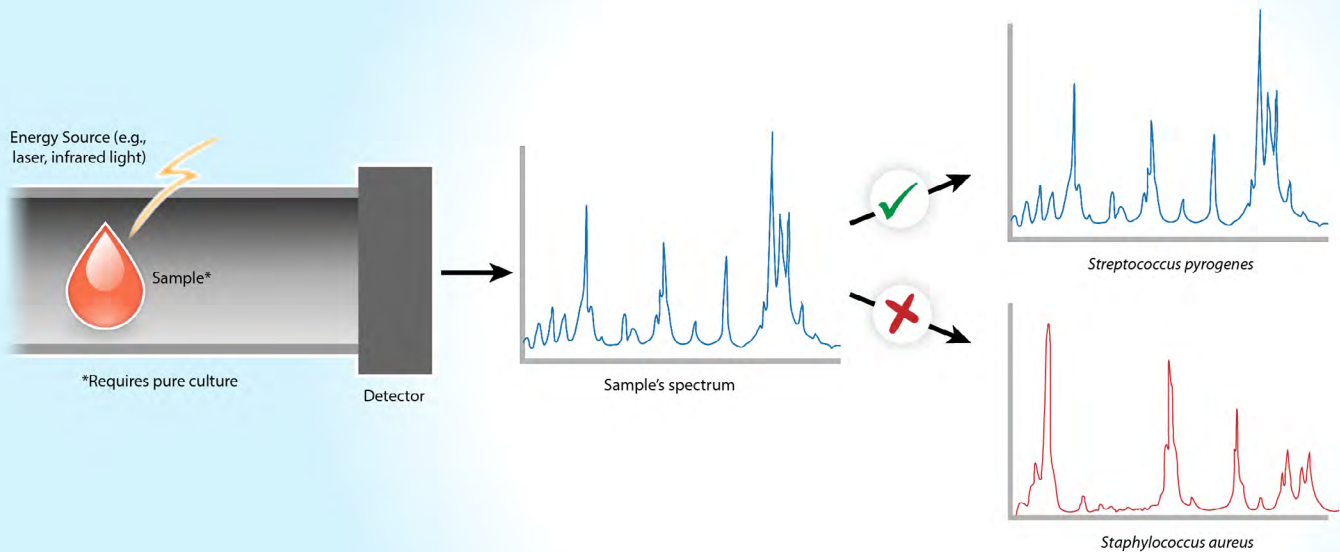 Energy Source (e.g.,
laser, infrared light)
Sample*
*Requires pure culture
Detector
Sample's spectrum
Streptococcus pyrogenes
Staphylococcus aureus